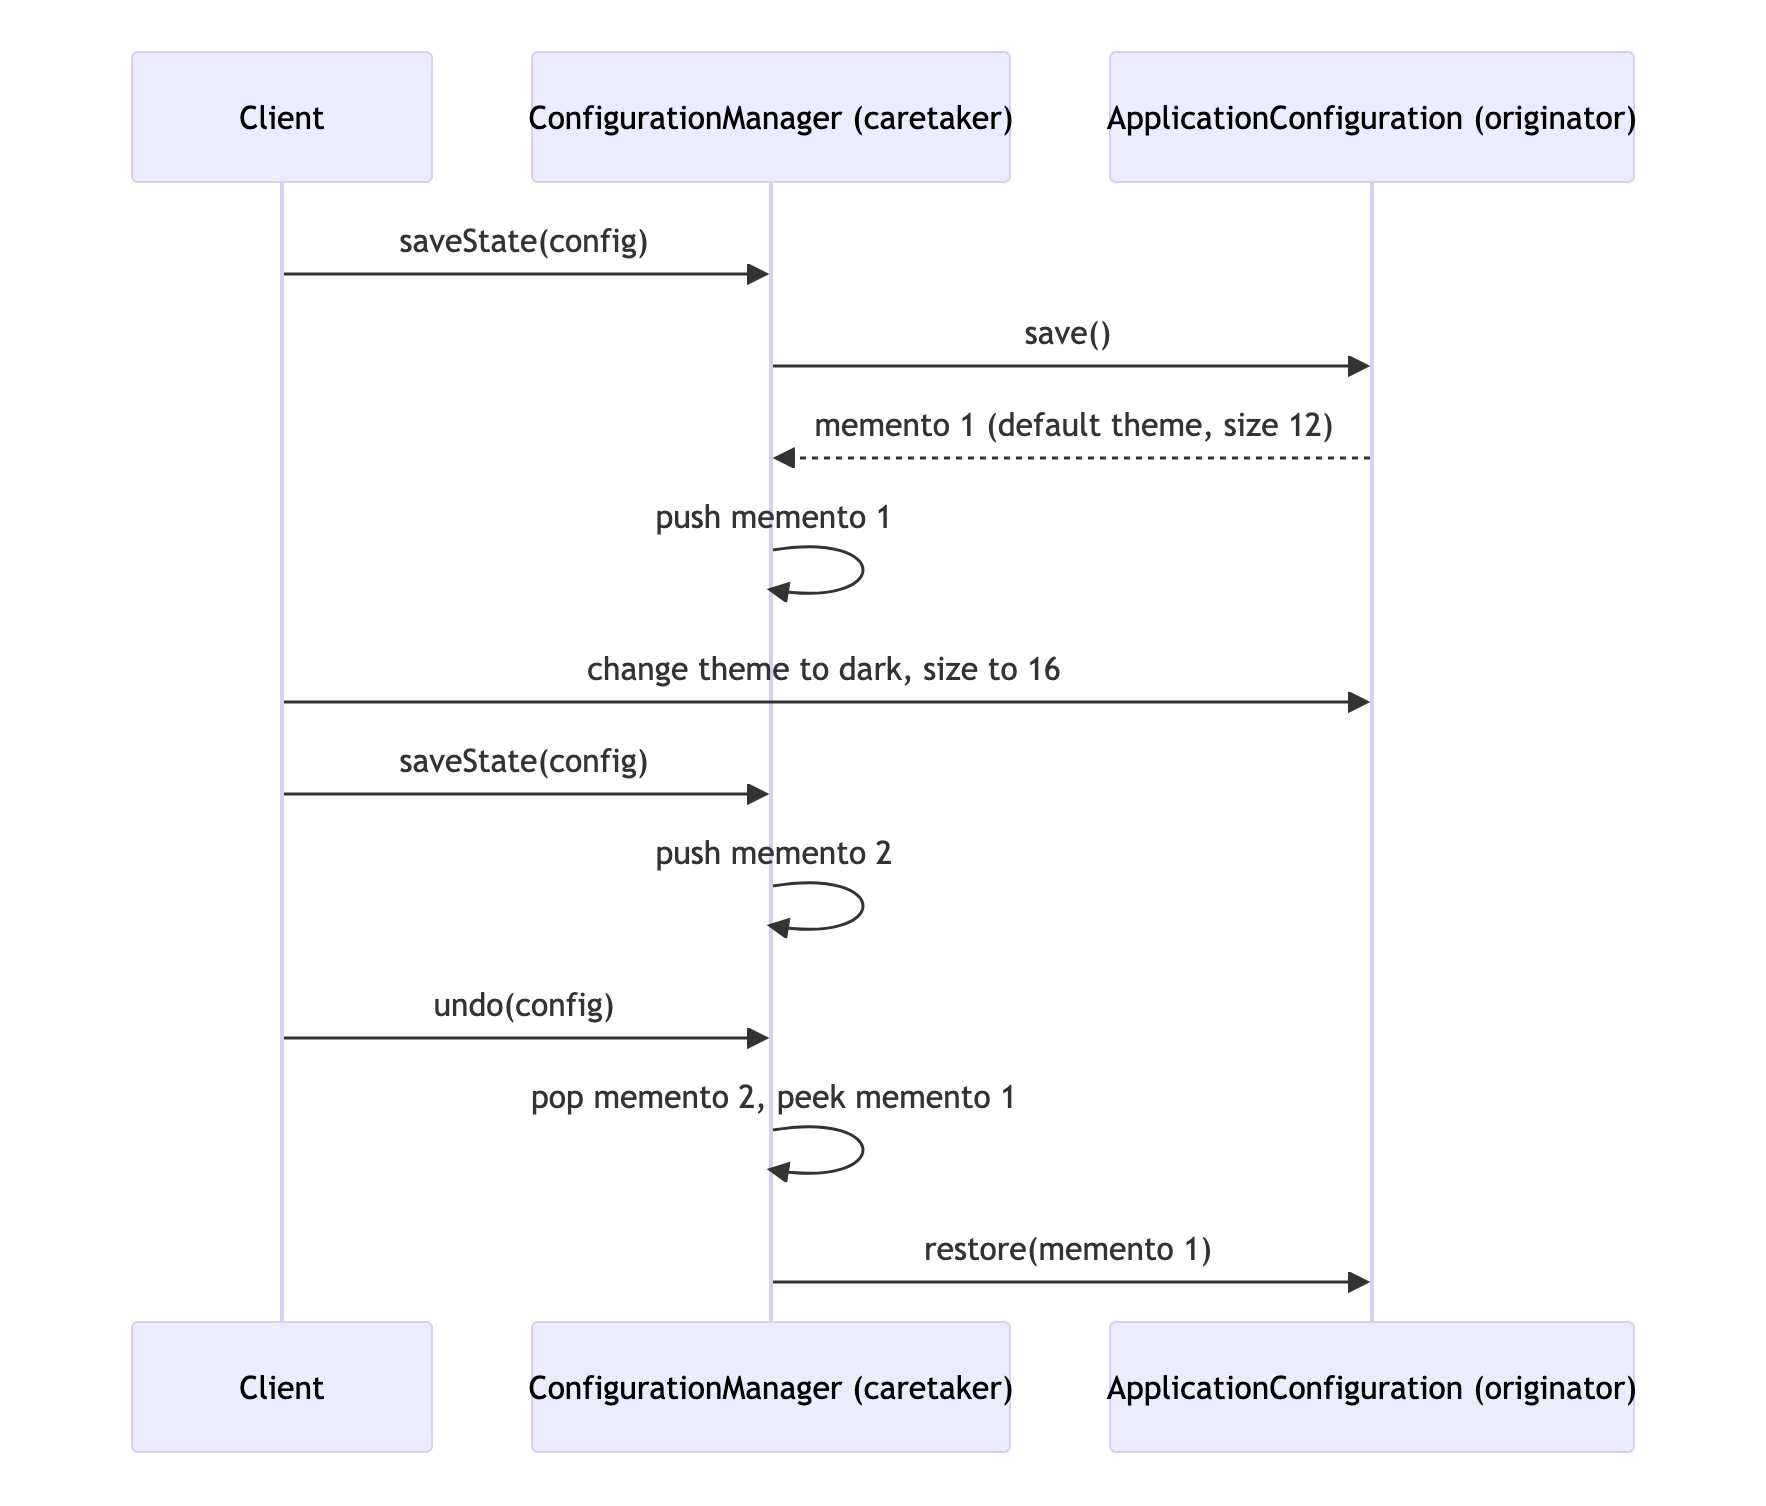 Client
ConfigurationManager (caretaker)
ApplicationConfiguration (originator)
saveState(config)
save()
memento 1 (default theme, size 12)
push memento 1
change theme to dark, size to 16
saveState(config)
push memento 2
undo(config)
pop memento 2, peek memento 1
restore(memento 1)
Client
ConfigurationManager (caretaker)
ApplicationConfiguration (originator)